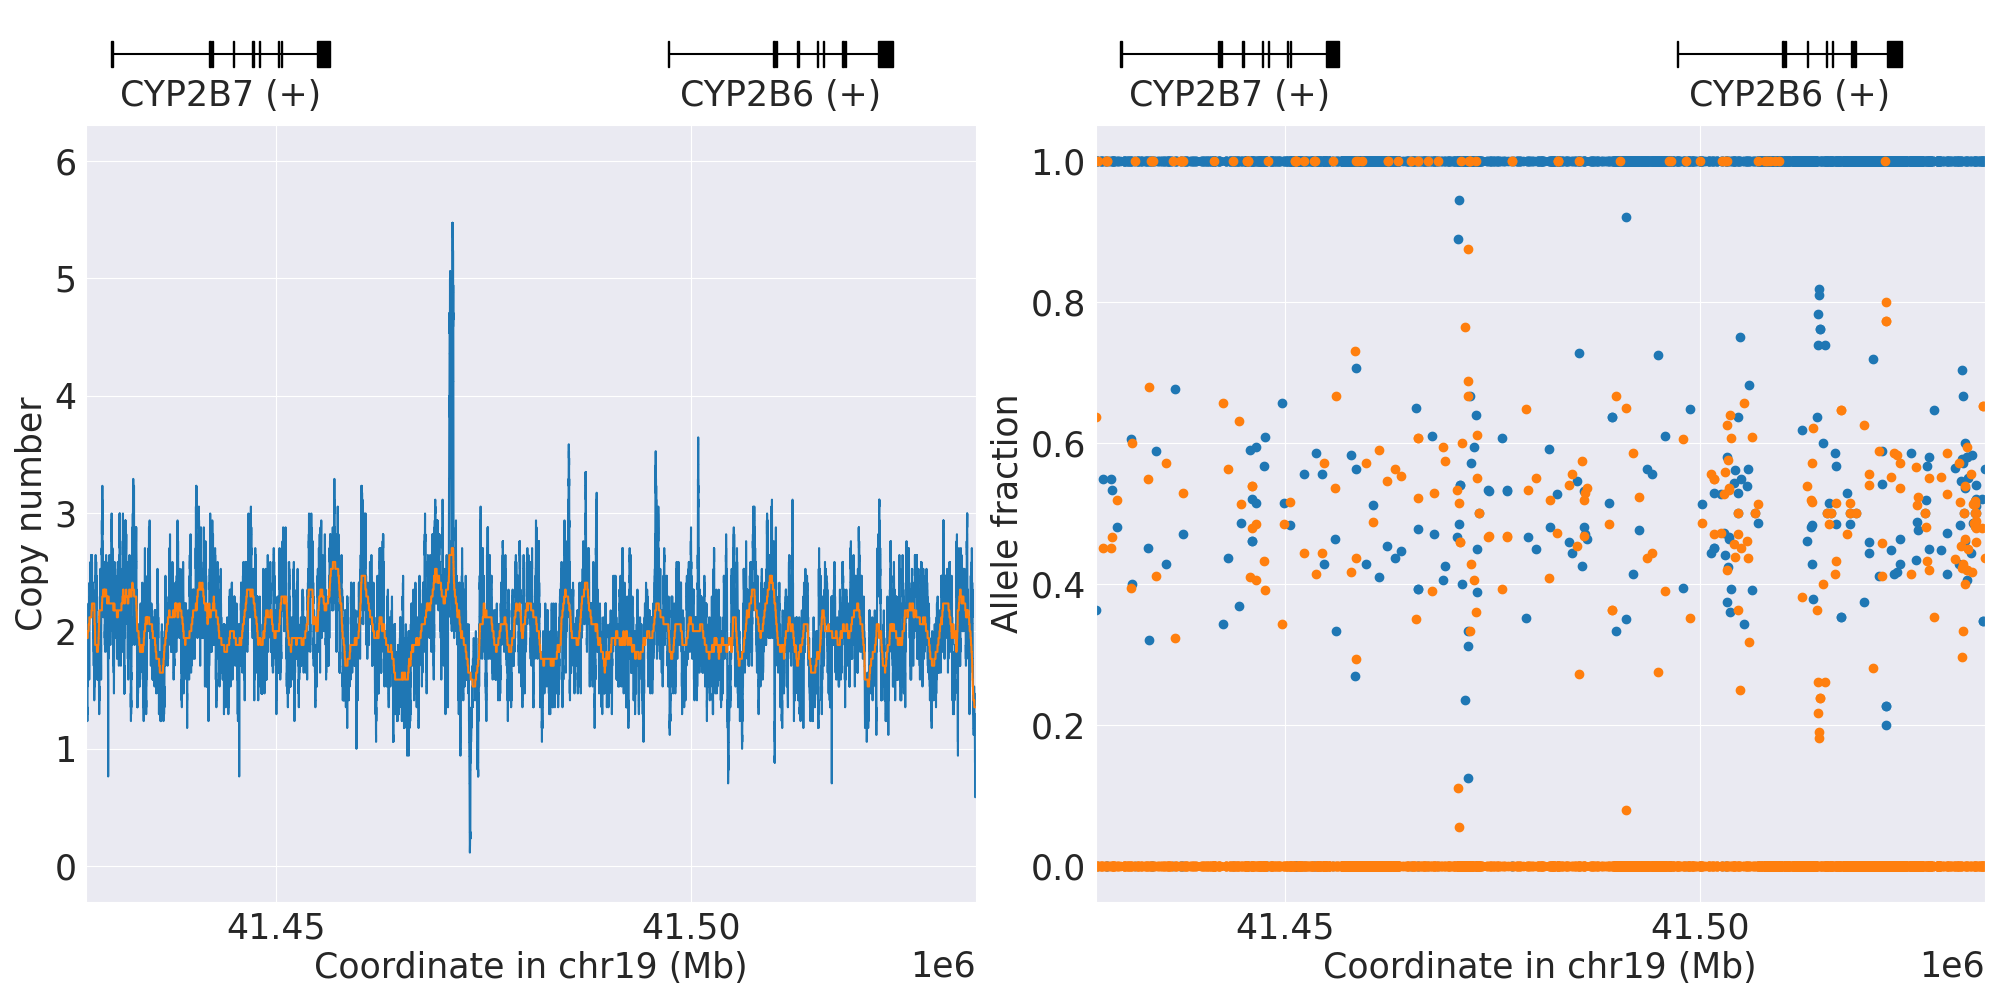 CYP2B7 (+)
CYP2B6 (+)
6
5
4
3
2
1
0
Copy number
41.45
41.50
Coordinate in chr19 (Mb)
1e6
CYP2B7 (+)
CYP2B6 (+)
1.0
0.8
0.6
0.4
0.2
0.0
Allele fraction
41.45
41.50
Coordinate in chr19 (Mb)
1e6